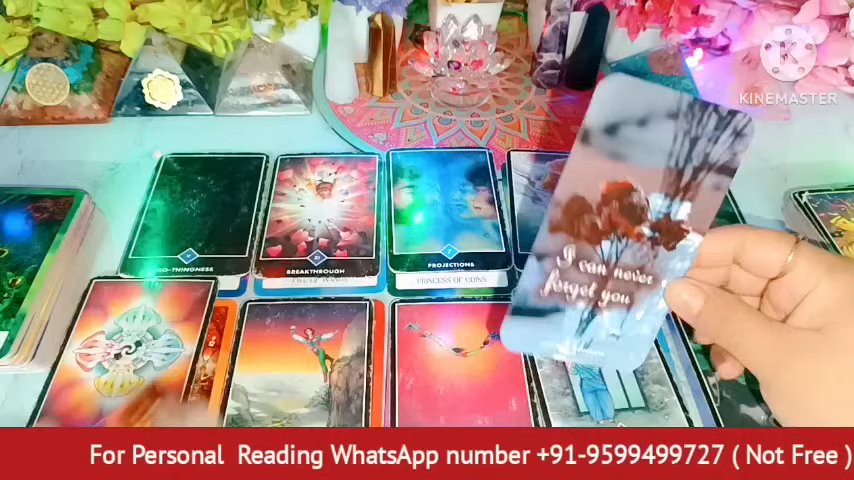 KINEMASTER
NO-THINGNESS
BREAKTHROUGH
PROJECTIONS
FIVE OF WANDS
PRINCESS OF COINS
I can never
forget you
For Personal Reading WhatsApp number +91-9599499727 ( Not Free )